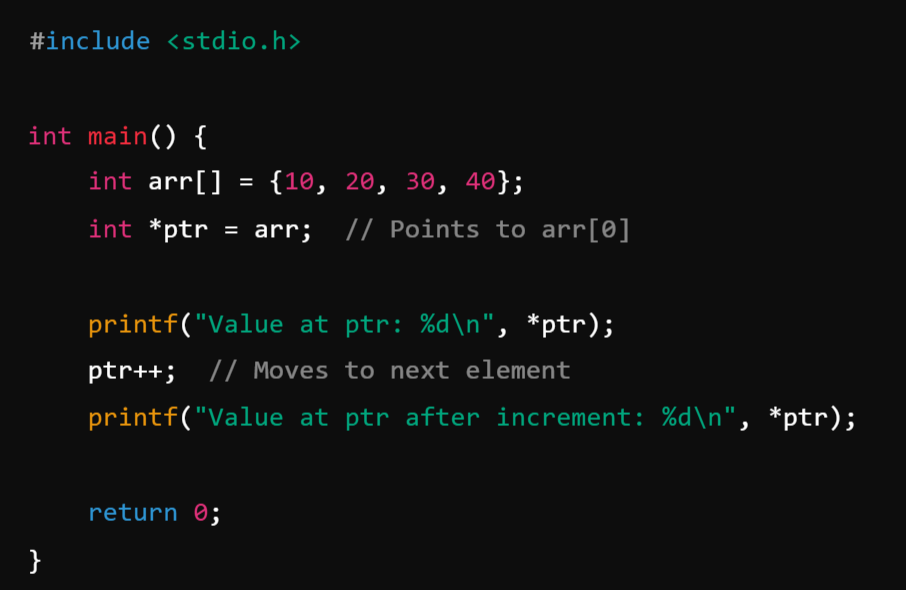 #include <stdio.h>
int main() {
    int arr[] = {10, 20, 30, 40};
    int *ptr = arr;  // Points to arr[0]
    printf("Value at ptr: %d\n", *ptr);
    ptr++;  // Moves to next element
    printf("Value at ptr after increment: %d\n", *ptr);
    return 0;
}